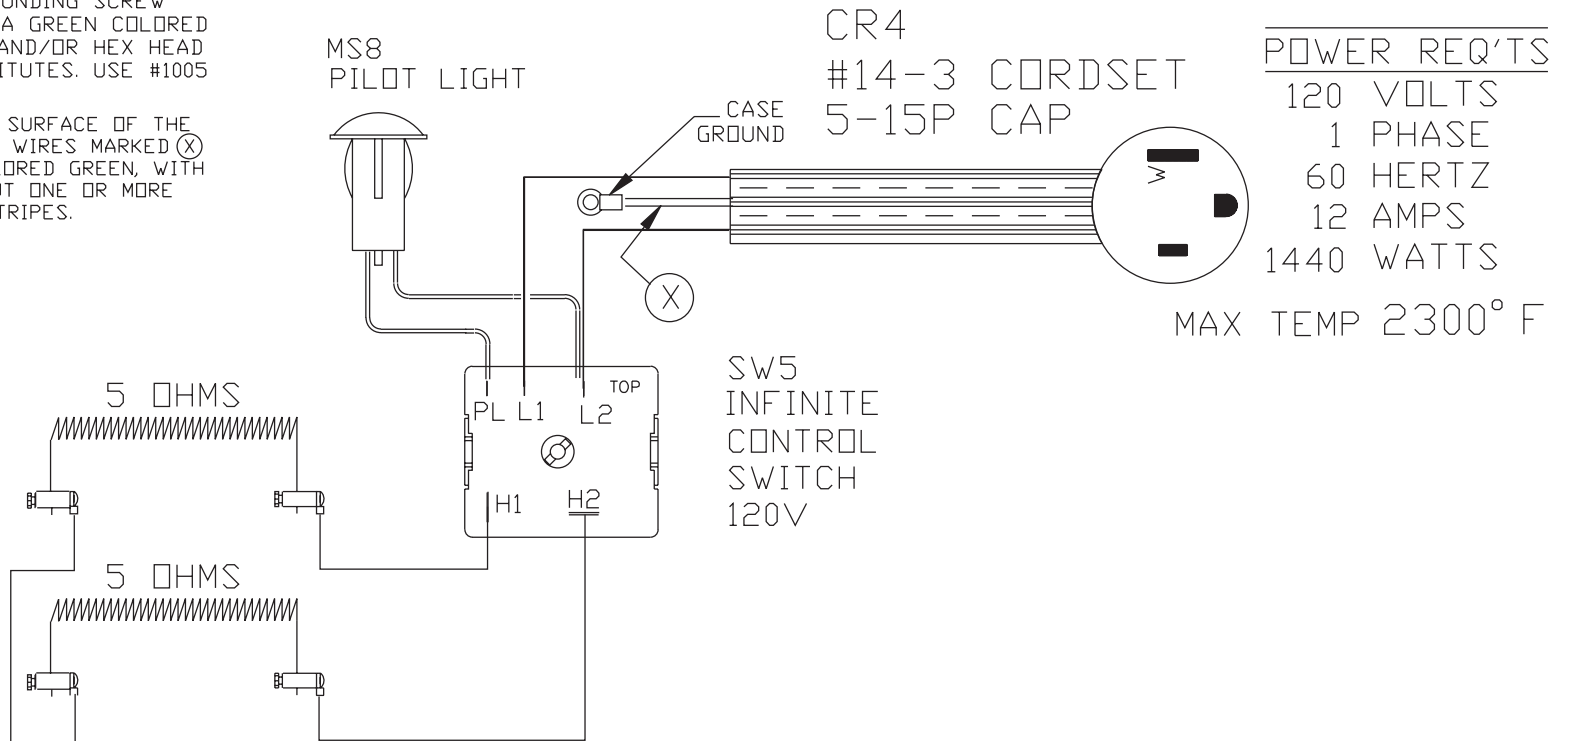 UNDING SCREW
A GREEN COLORED
AND/OR HEX HEAD
ITUTES. USE #1005
SURFACE OF THE
WIRES MARKED X
ORED GREEN, WITH
UT ONE OR MORE
TRIPES.
MS8
PILOT LIGHT
CASE
GROUND
CR4
#14-3 CORDSET
5-15P CAP
W
X
POWER REQ'TS
120 VOLTS
1 PHASE
60 HERTZ
12 AMPS
1440 WATTS
MAX TEMP 2300° F
TOP
PL L1 L2
H1 H2
SW5
INFINITE
CONTROL
SWITCH
120V
5 OHMS
5 OHMS